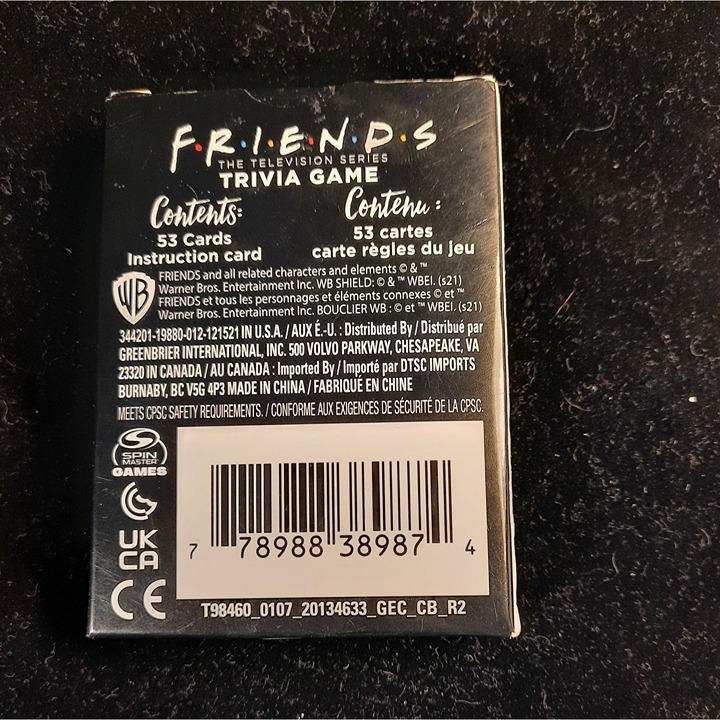 F·R·I·E·N·D·S
THE TELEVISION SERIES
TRIVIA GAME
Contents:
53 Cards
Instruction card
Contenu :
53 cartes
carte règles du jeu
FRIENDS and all related characters and elements © & ™
Warner Bros. Entertainment Inc. WB SHIELD: © & ™ WBEI. (s21)
FRIENDS et tous les personnages et éléments connexes © et ™
Warner Bros. Entertainment Inc. BOUCLIER WB : © et ™ WBEI. (s21)
WB
344201-19880-012-121521 IN U.S.A. / AUX É.-U. : Distributed By / Distribué par
GREENBRIER INTERNATIONAL, INC. 500 VOLVO PARKWAY, CHESAPEAKE, VA
23320 IN CANADA / AU CANADA : Imported By / Importé par DTSC IMPORTS
BURNABY, BC V5G 4P3 MADE IN CHINA / FABRIQUÉ EN CHINE
MEETS CPSC SAFETY REQUIREMENTS. / CONFORME AUX EXIGENCES DE SÉCURITÉ DE LA CPSC.
SPIN
MASTER
GAMES
UK
CA
CE
7 78988 38987 4
T98460_0107_20134633_GEC_CB_R2